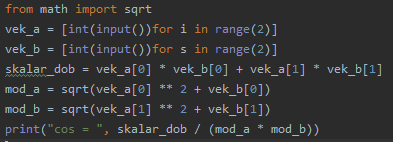 from math import sqrt
vek_a = [int(input())for i in range(2)]
vek_b = [int(input())for s in range(2)]
skalar_dob = vek_a[0] * vek_b[0] + vek_a[1] * vek_b[1]
mod_a = sqrt(vek_a[0] ** 2 + vek_b[0])
mod_b = sqrt(vek_a[1] ** 2 + vek_b[1])
print("cos = ", skalar_dob / (mod_a * mod_b))